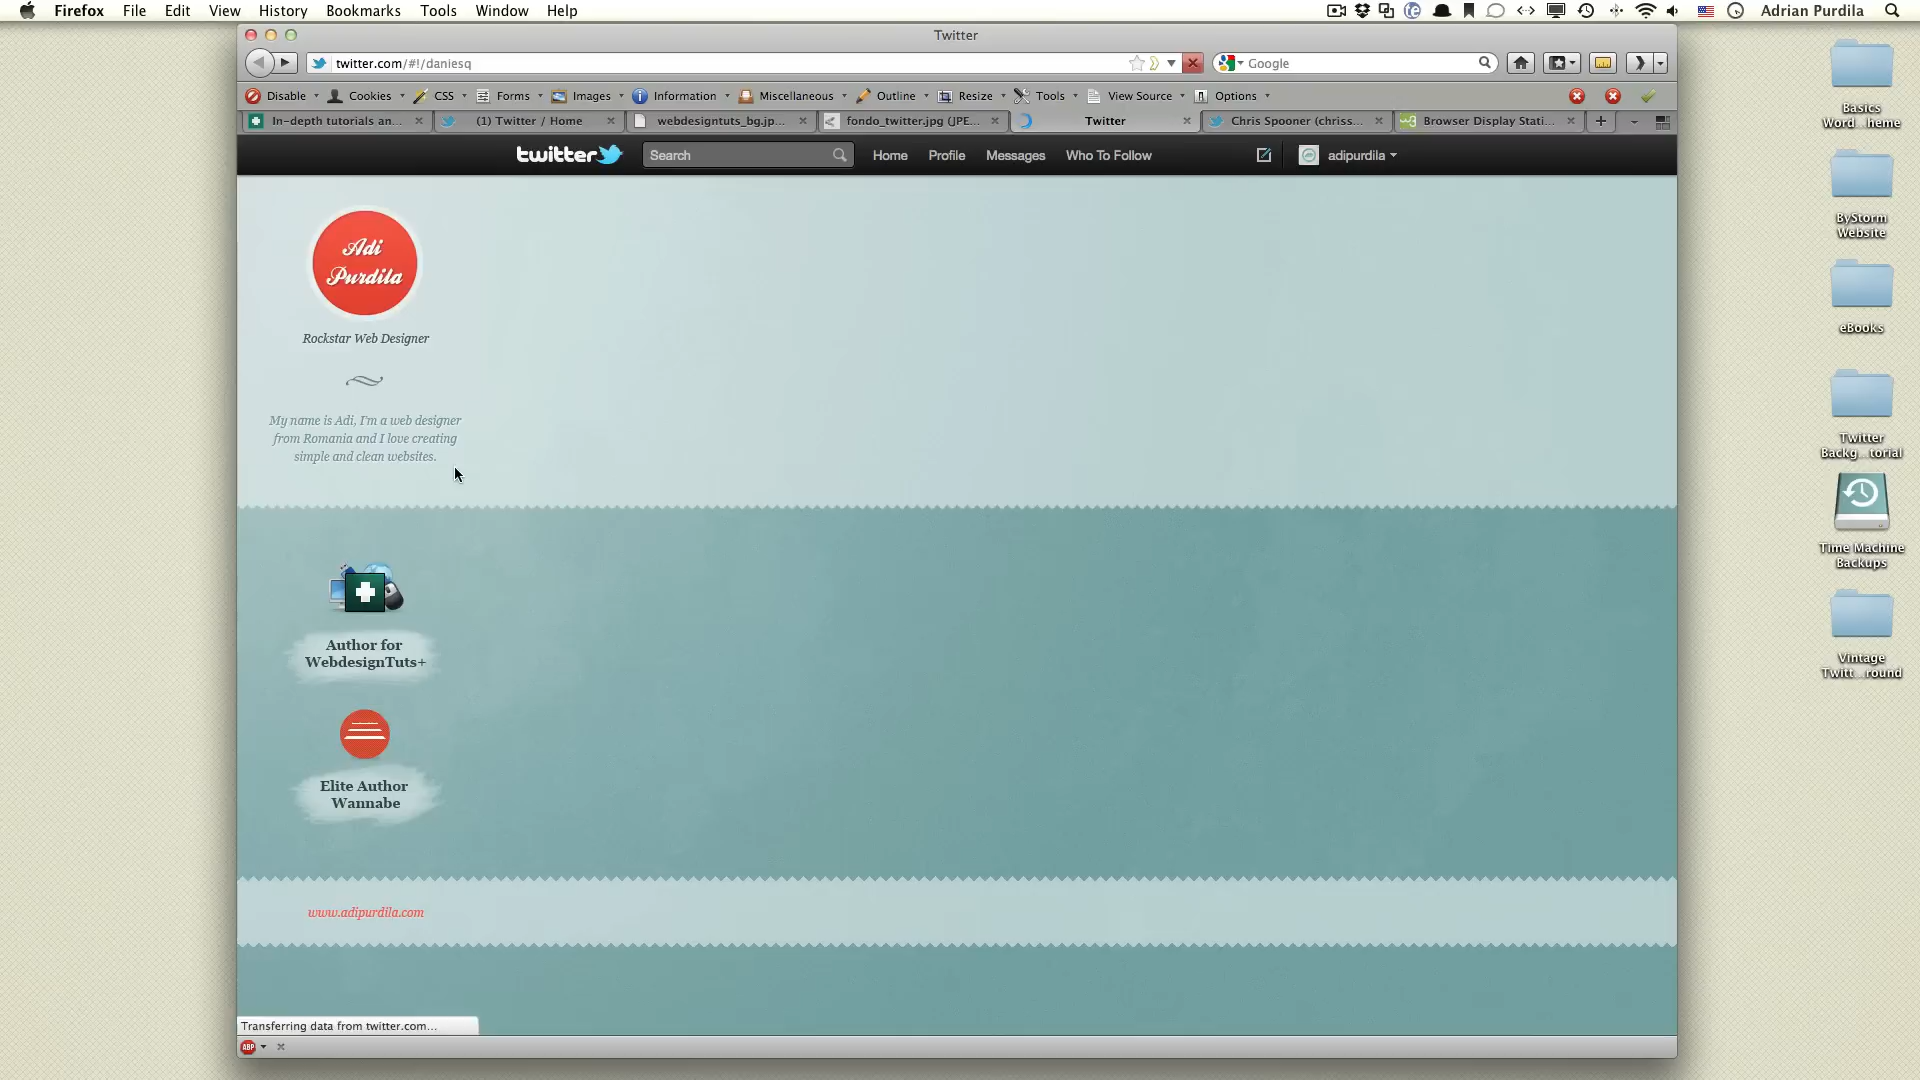 Firefox File Edit View History Bookmarks Tools Window Help Adrian Purdila
Twitter
twitter.com/#!/daniesq Google
Disable Cookies CSS Forms Images Information Miscellaneous Outline Resize Tools View Source Options
In-depth tutorials an... (1) Twitter / Home webdesigntuts_bg.jp... fondo_twitter.jpg (JPE... Twitter Chris Spooner (chriss... Browser Display Stati...
twitter Search Home Profile Messages Who To Follow adipurdila
Adi
Purdila
Rockstar Web Designer
My name is Adi, I'm a web designer
from Romania and I love creating
simple and clean websites.
Author for
WebdesignTuts+
Elite Author
Wannabe
www.adipurdila.com
Transferring data from twitter.com...
ABP
Basics
Word...heme
ByStorm
Website
eBooks
Twitter
Backg...torial
Time Machine
Backups
Vintage
Twitt...round